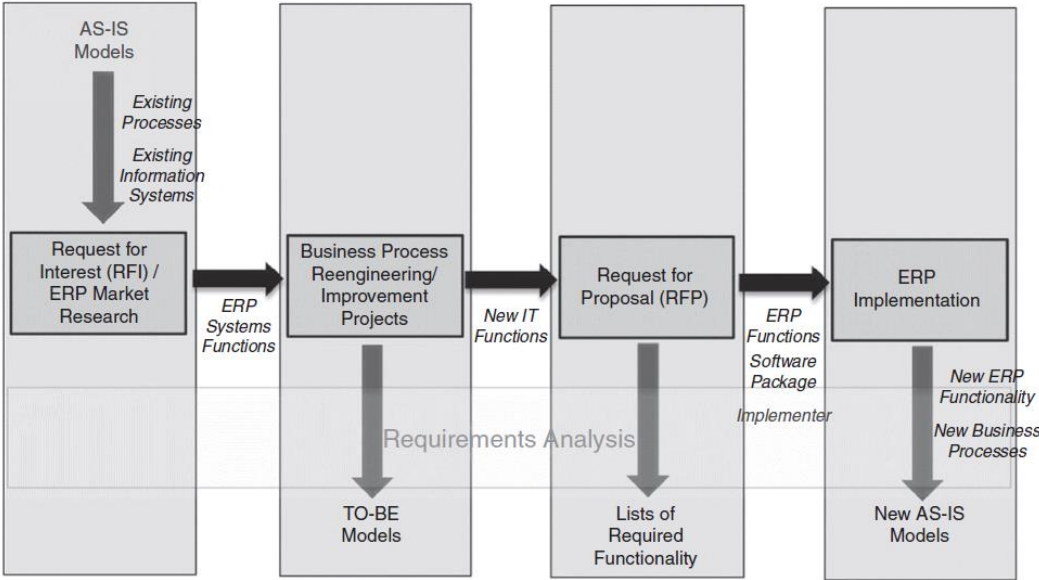 AS-IS
Models
Existing
Processes
Existing
Information
Systems
Request for
Interest (RFI) /
ERP Market
Research
ERP
Systems
Functions
Business Process
Reengineering/
Improvement
Projects
New IT
Functions
Request for
Proposal (RFP)
ERP
Functions
Software
Package
Implementer
ERP
Implementation
New ERP
Functionality
New Business
Processes
Requirements Analysis
TO-BE
Models
Lists of
Required
Functionality
New AS-IS
Models